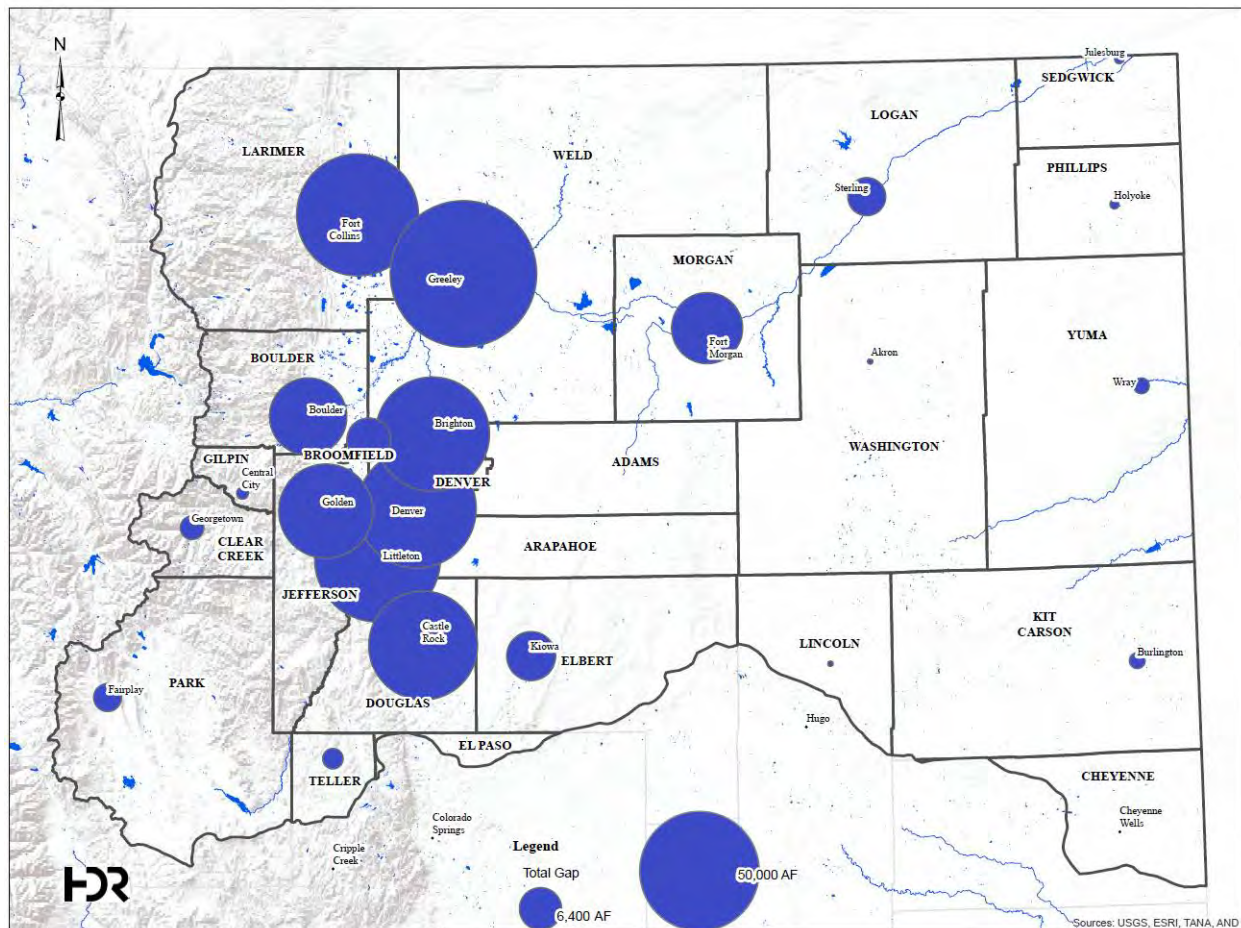 N
Julesburg
SEDGWICK
LOGAN
LARIMER
WELD
PHILLIPS
Sterling
Holyoke
Fort
Collins
MORGAN
Greeley
YUMA
Fort
Morgan
BOULDER
Akron
Wray
Boulder
Brighton
WASHINGTON
BROOMFIELD
GILPIN
ADAMS
Central
City
DENVER
Golden
Denver
Georgetown
CLEAR
CREEK
ARAPAHOE
Littleton
JEFFERSON
KIT
CARSON
Castle
Rock
Kiowa
LINCOLN
ELBERT
Burlington
PARK
Fairplay
DOUGLAS
Hugo
EL PASO
TELLER
CHEYENNE
Colorado
Springs
Cheyenne
Wells
Cripple
Creek
Legend
Total Gap
50,000 AF
6,400 AF
HDR
Sources: USGS, ESRI, TANA, AND